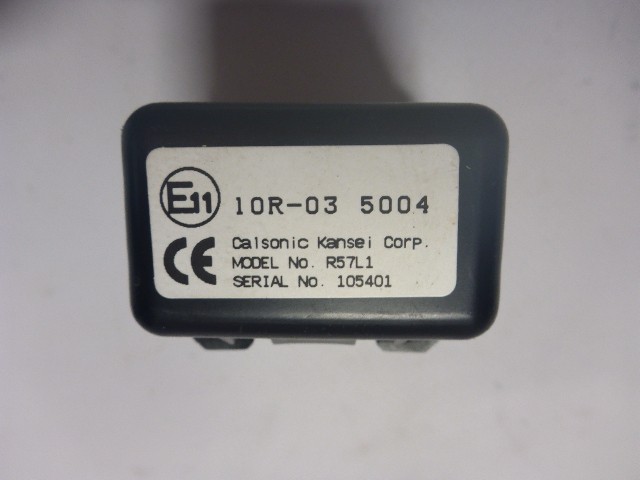 E11 10R-03 5004
CE Calsonic Kansei Corp.
MODEL No. R57L1
SERIAL No. 105401